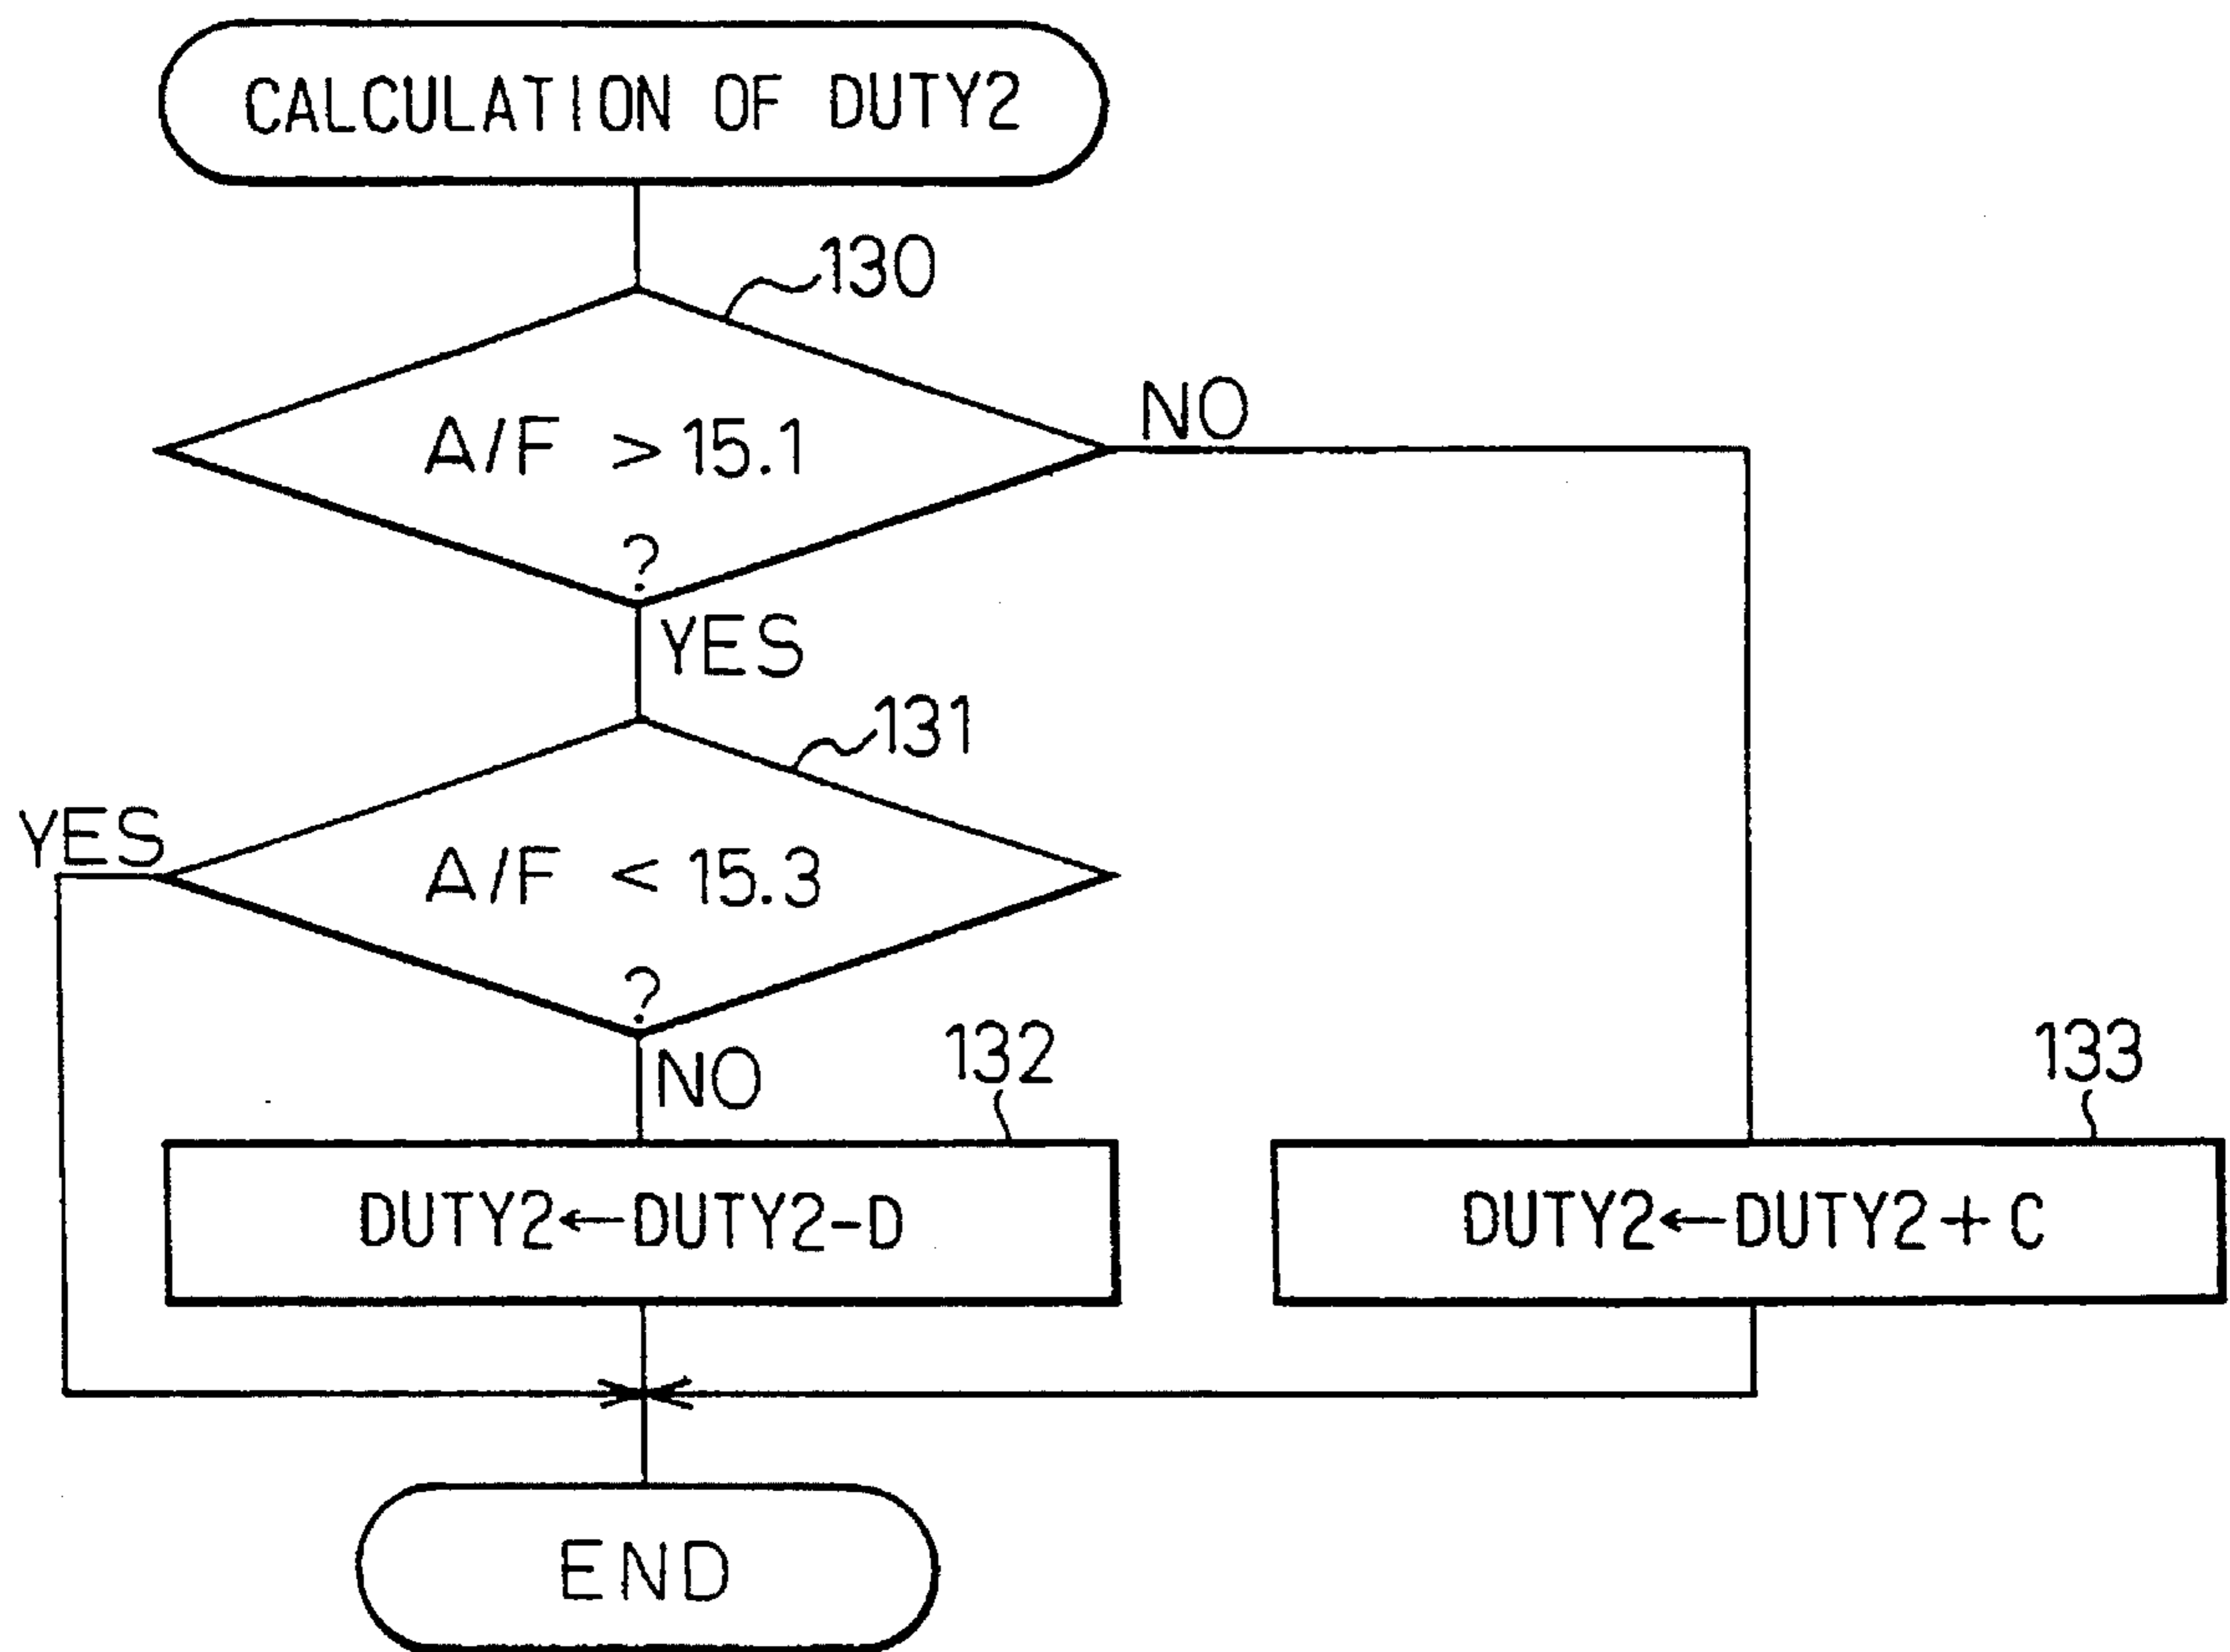 CALCULATION OF DUTY2
130
A/F > 15.1
?
NO
YES
131
YES
A/F < 15.3
?
NO
132
133
DUTY2←DUTY2-D
DUTY2←DUTY2+C
END